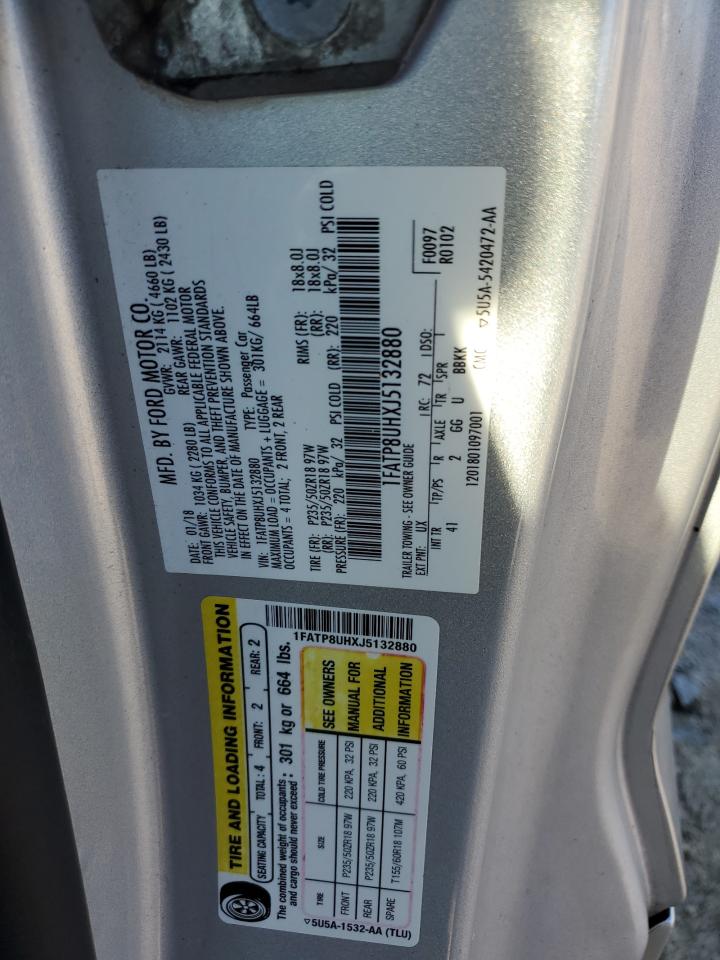 MFD. BY FORD MOTOR CO
DATE: 01/18 GVWR: 2114 KG ( 4660 LB)
FRONT GAWR: 1034 KG ( 2280 LB) REAR GAWR: 1102 KG ( 2430 LB)
THIS VEHICLE CONFORMS TO ALL APPLICABLE FEDERAL MOTOR
VEHICLE SAFETY, BUMPER, AND THEFT PREVENTION STANDARDS
IN EFFECT ON THE DATE OF MANUFACTURE SHOWN ABOVE.
VIN: 1FATP8UHXJ5132880 TYPE: Passenger Car
MAXIMUM LOAD = OCCUPANTS + LUGGAGE = 301KG/ 664LB
OCCUPANTS = 4 TOTAL; 2 FRONT, 2 REAR
TIRE (FR): P235/50ZR18 97W RIMS (FR): 18x8.0J
(RR): P235/50ZR18 97W (RR): 18x8.0J
PRESSURE (FR): 220 kPa/ 32 PSI COLD (RR): 220 kPa/ 32 PSI COLD
1FATP8UHXJ5132880
TRAILER TOWING - SEE OWNER GUIDE F0097
EXT PNT: UX RC: 72 DSO: R0102
INT TR TP/PS R AXLE TR SPR
41 2 GG U BBKK
1201801097001 ▽5U5A-5420472-AA
TIRE AND LOADING INFORMATION
SEATING CAPACITY TOTAL: 4 FRONT: 2 REAR: 2
The combined weight of occupants
and cargo should never exceed : 301 kg or 664 lbs.
1FATP8UHXJ5132880
TIRE SIZE COLD TIRE PRESSURE
FRONT P235/50ZR18 97W 220 KPA, 32 PSI
REAR P235/50ZR18 97W 220 KPA, 32 PSI
SPARE T155/60R18 107M 420 KPA, 60 PSI
SEE OWNERS
MANUAL FOR
ADDITIONAL
INFORMATION
▽5U5A-1532-AA (TLU)